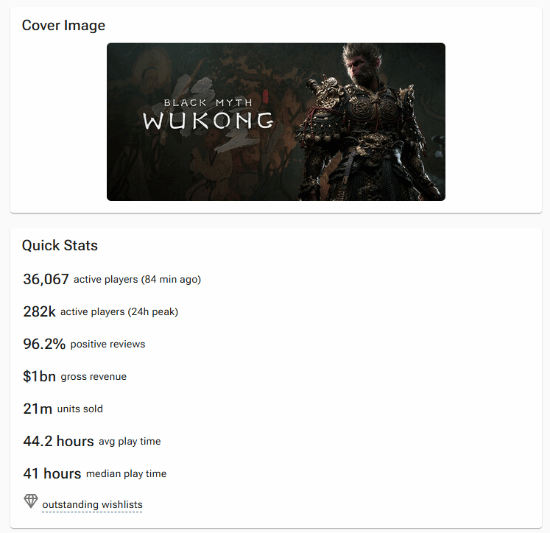 Cover Image
BLACK MYTH
WUKONG
Quick Stats
36,067 active players (84 min ago)
282k active players (24h peak)
96.2% positive reviews
$1bn gross revenue
21m units sold
44.2 hours avg play time
41 hours median play time
outstanding wishlists